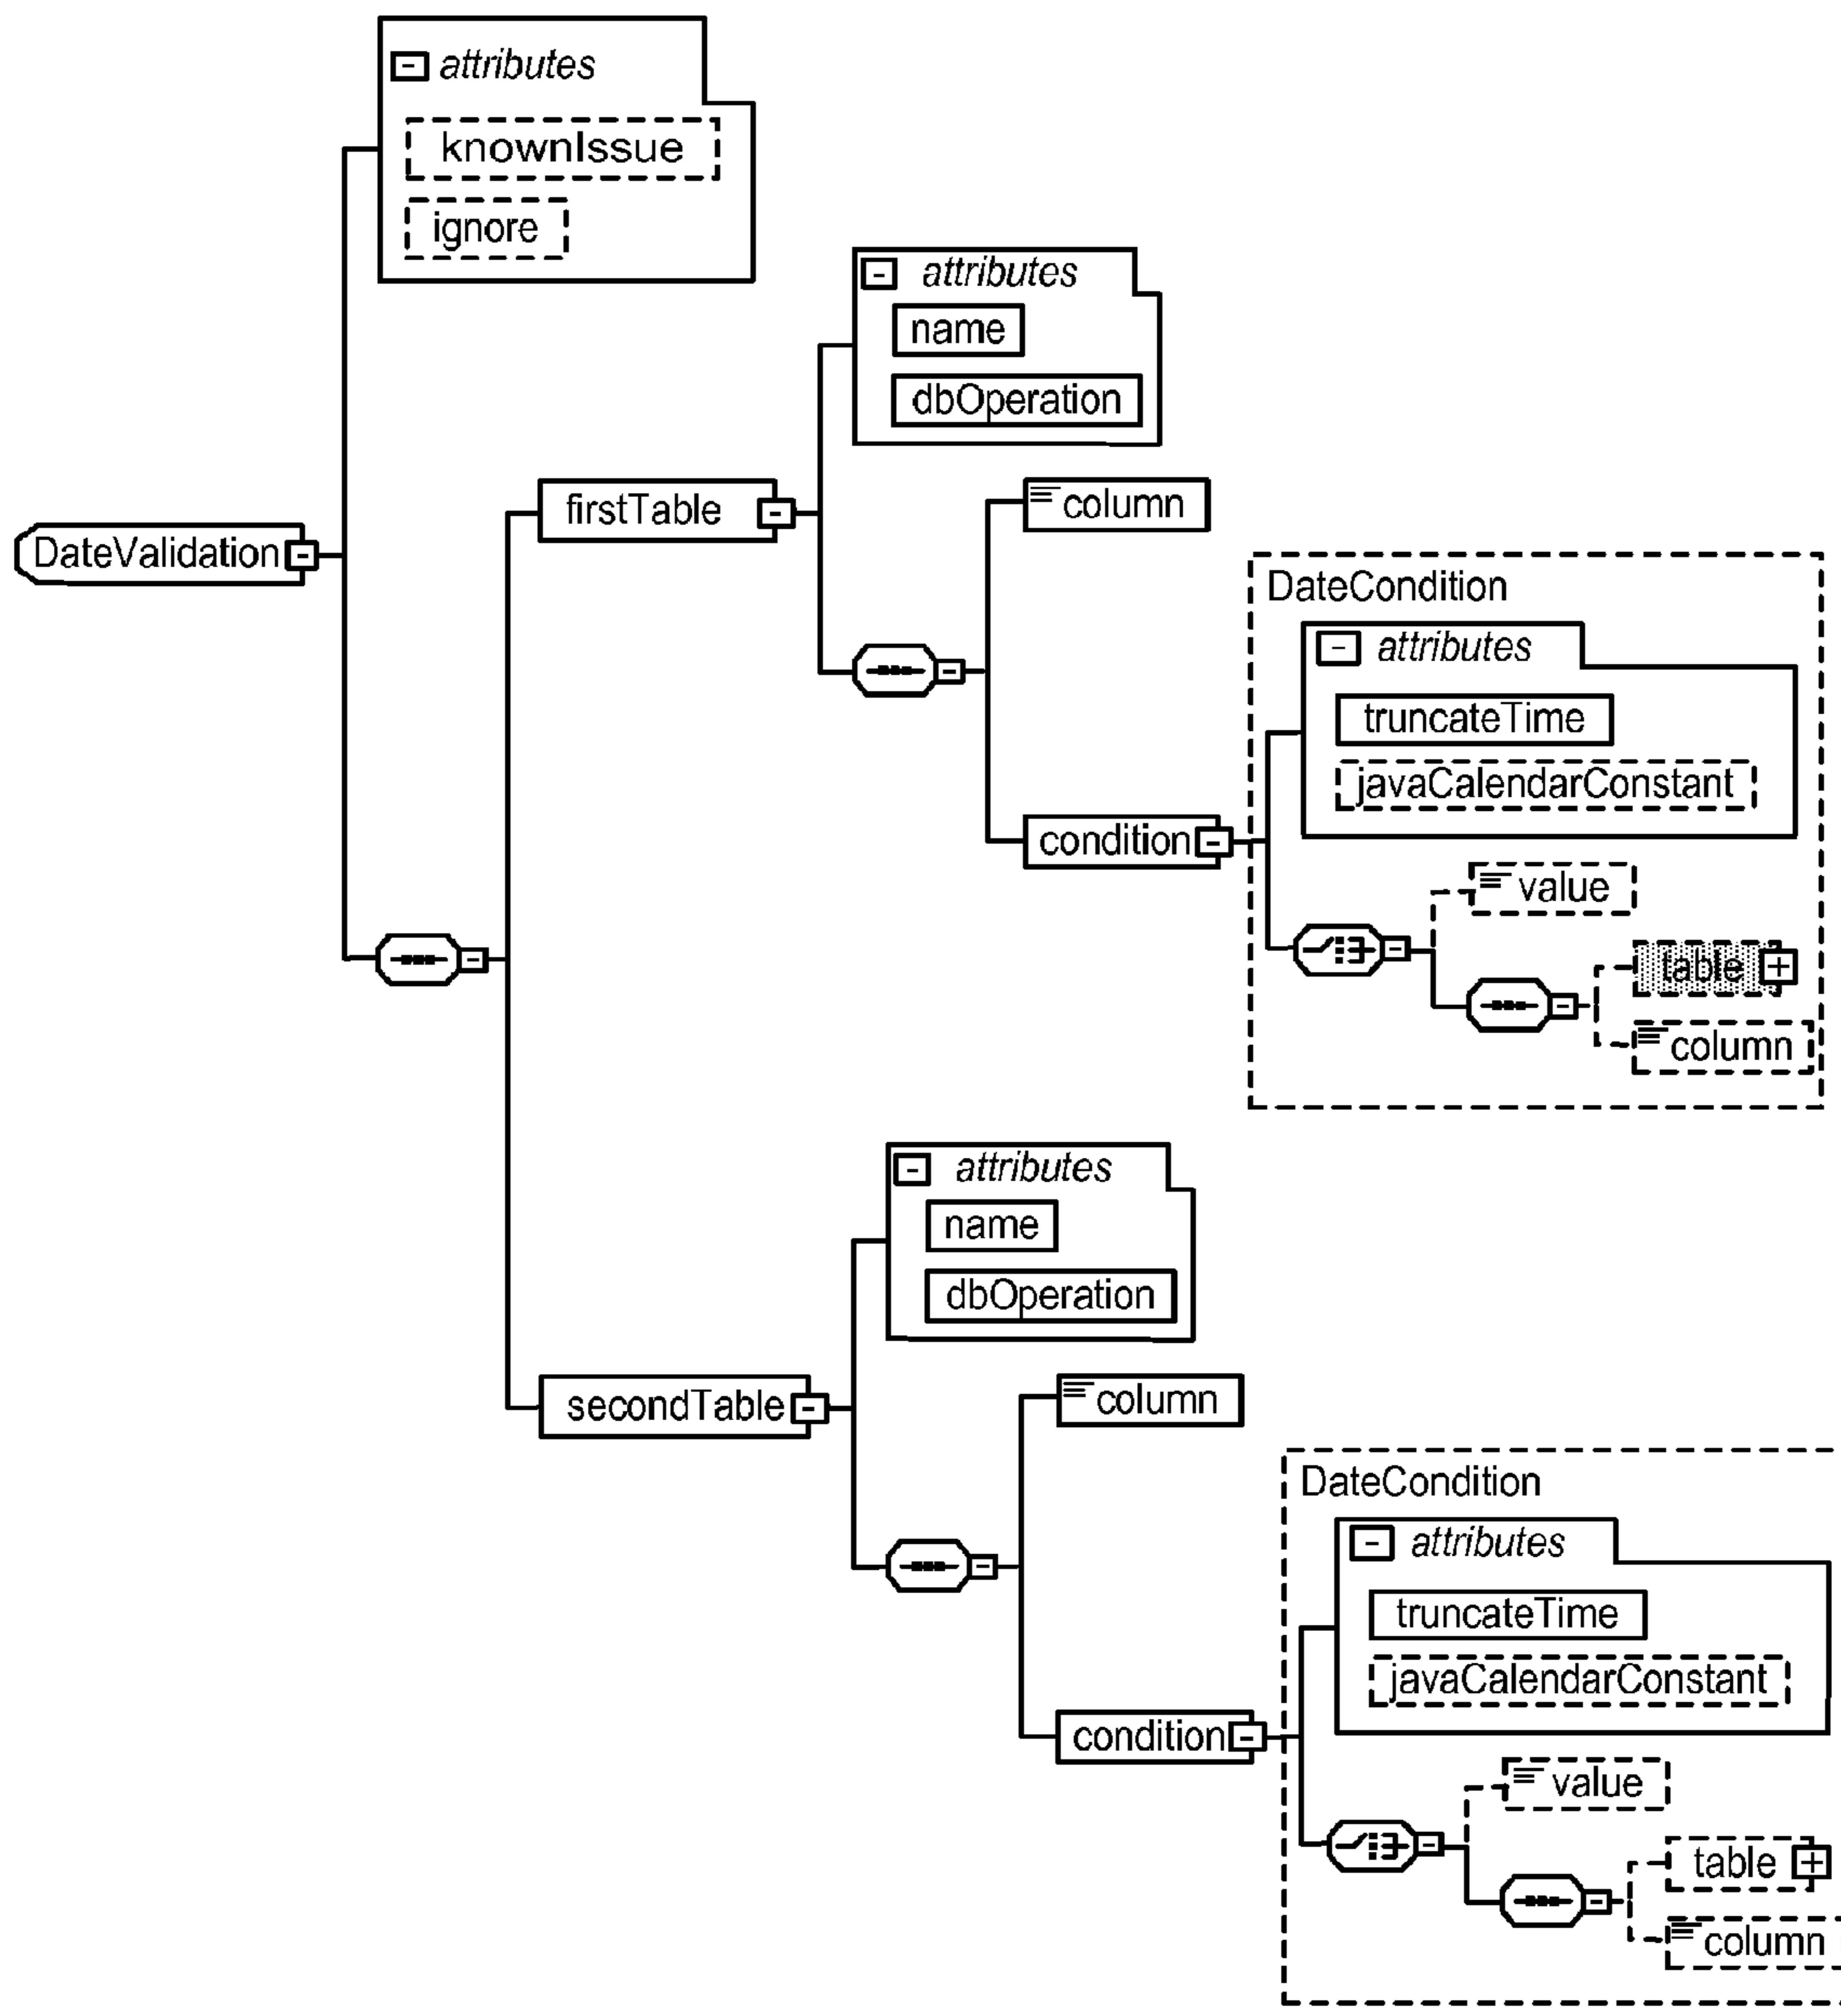 attributes
knownIssue
ignore
attributes
name
dbOperation
firstTable
column
DateValidation
DateCondition
attributes
truncateTime
javaCalendarConstant
condition
value
table
column
attributes
name
dbOperation
secondTable
column
DateCondition
attributes
truncateTime
javaCalendarConstant
condition
value
table
column